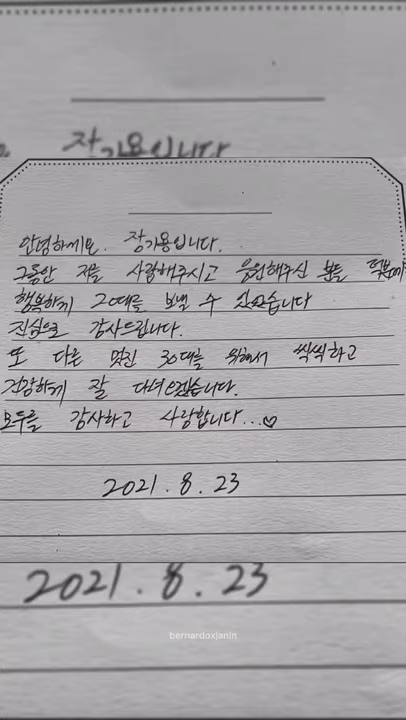 장기용입니다
안녕하세요. 장기용입니다.
그동안 저를 사랑해주시고 응원해주신 분들 덕분에
행복하게 20대를 보낼 수 있었습니다
진심으로 감사드립니다.
또 다른 멋진 30대를 위해서 씩씩하고
건강하게 잘 다녀오겠습니다.
모두들 감사하고 사랑합니다...♡
2021. 8. 23
2021. 8. 23
bernardoxjanin